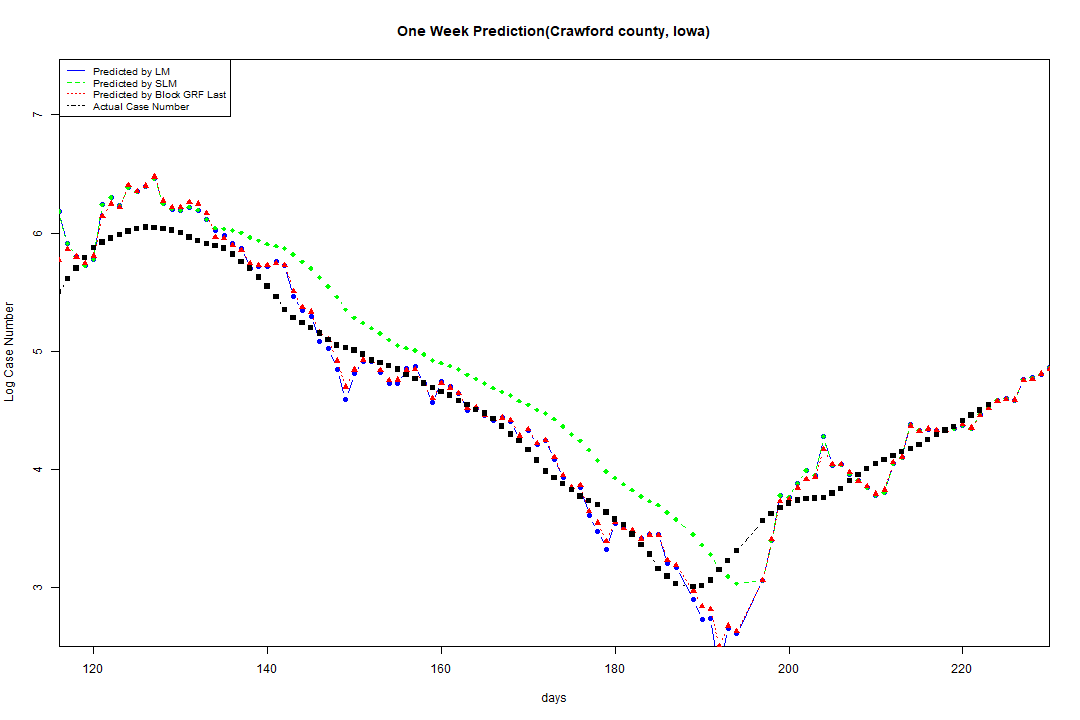 One Week Prediction(Crawford county, Iowa)
Predicted by LM
Predicted by SLM
Predicted by Block GRF Last
Actual Case Number
7
6
5
4
3
Log Case Number
120 140 160 180 200 220
days